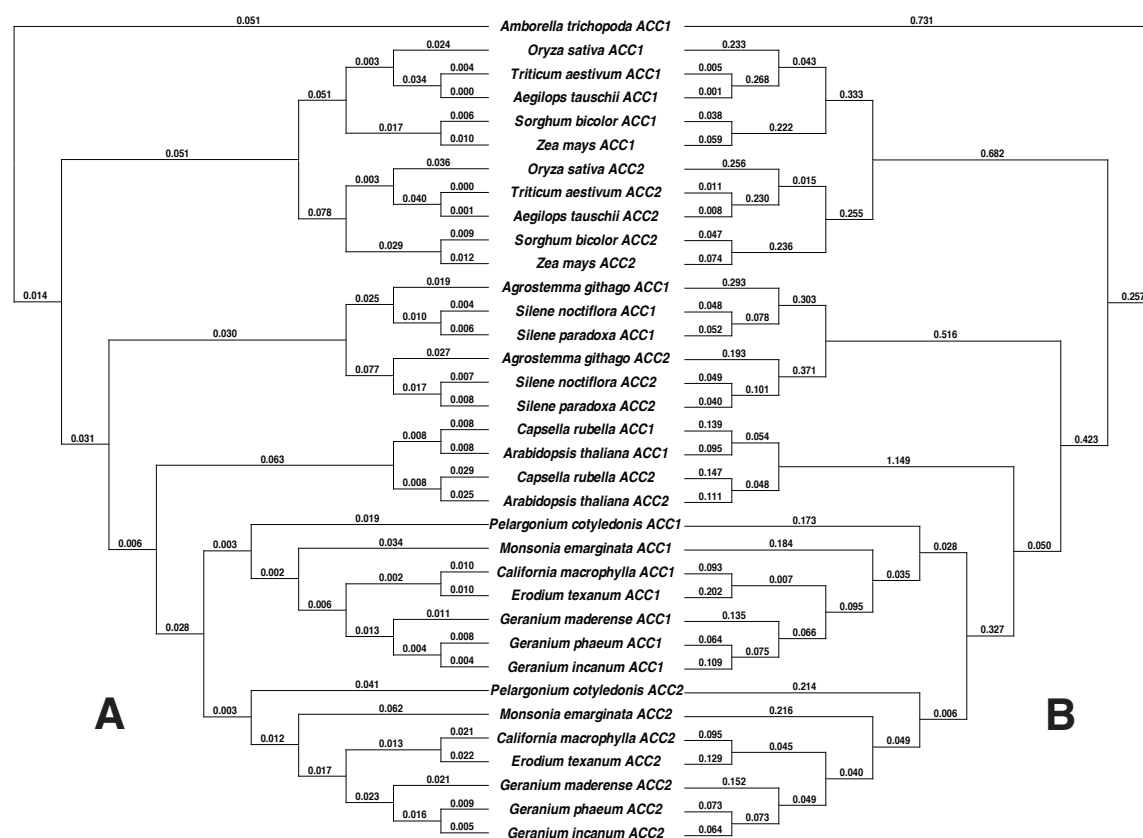 0.051 Amborella trichopoda ACC1 0.731
0.024 Oryza sativa ACC1 0.233
0.003 0.043
0.004 Triticum aestivum ACC1 0.005
0.034 0.268
0.000 Aegilops tauschii ACC1 0.001
0.051 0.333
0.006 Sorghum bicolor ACC1 0.038
0.017 0.222
0.010 Zea mays ACC1 0.059
0.051 0.682
0.036 Oryza sativa ACC2 0.256
0.003 0.015
0.000 Triticum aestivum ACC2 0.011
0.040 0.230
0.001 Aegilops tauschii ACC2 0.008
0.078 0.255
0.009 Sorghum bicolor ACC2 0.047
0.029 0.236
0.012 Zea mays ACC2 0.074
0.019 Agrostemma githago ACC1 0.293
0.014 0.025 0.303 0.257
0.004 Silene noctiflora ACC1 0.048
0.010 0.078
0.006 Silene paradoxa ACC1 0.052
0.030 0.516
0.027 Agrostemma githago ACC2 0.193
0.077 0.371
0.007 Silene noctiflora ACC2 0.049
0.017 0.101
0.008 Silene paradoxa ACC2 0.040
0.008 Capsella rubella ACC1 0.139
0.031 0.008 0.054 0.423
0.008 Arabidopsis thaliana ACC1 0.095
0.063 1.149
0.029 Capsella rubella ACC2 0.147
0.008 0.048
0.025 Arabidopsis thaliana ACC2 0.111
0.019 Pelargonium cotyledonis ACC1 0.173
0.006 0.003 0.028 0.050
0.034 Monsonia emarginata ACC1 0.184
0.010 California macrophylla ACC1 0.093
0.002 0.002 0.007 0.035
0.010 Erodium texanum ACC1 0.202
0.006 0.095
0.011 Geranium maderense ACC1 0.135
0.028 0.013 0.066 0.327
0.008 Geranium phaeum ACC1 0.064
0.004 0.075
0.004 Geranium incanum ACC1 0.109
0.041 Pelargonium cotyledonis ACC2 0.214
A 0.003 0.006 B
0.062 Monsonia emarginata ACC2 0.216
0.021 California macrophylla ACC2 0.095
0.012 0.013 0.045 0.049
0.022 Erodium texanum ACC2 0.129
0.017 0.040
0.021 Geranium maderense ACC2 0.152
0.023 0.049
0.009 Geranium phaeum ACC2 0.073
0.016 0.073
0.005 Geranium incanum ACC2 0.064